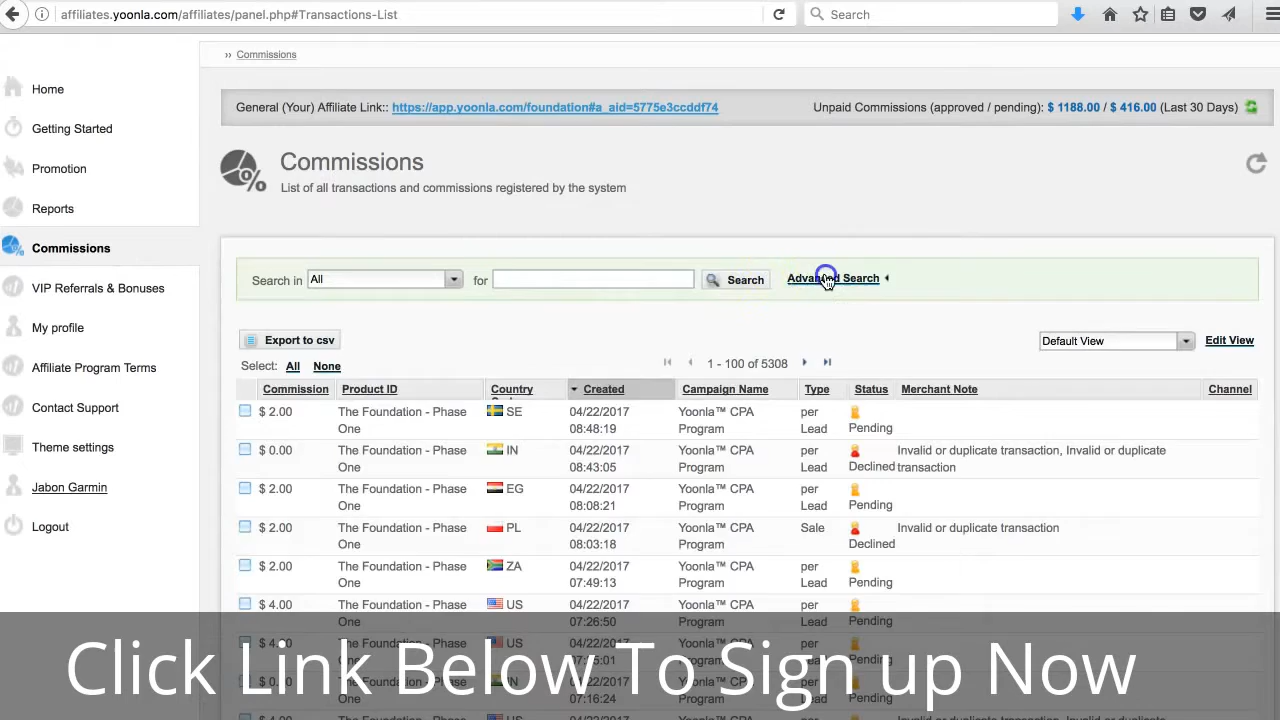 affiliates.yoonla.com/affiliates/panel.php#Transactions-List
Search
›› Commissions
Home
Getting Started
Promotion
Reports
Commissions
VIP Referrals & Bonuses
My profile
Affiliate Program Terms
Contact Support
Theme settings
Jabon Garmin
Logout
General (Your) Affiliate Link:: https://app.yoonla.com/foundation#a_aid=5775e3ccddf74 Unpaid Commissions (approved / pending): $ 1188.00 / $ 416.00 (Last 30 Days)
Commissions
List of all transactions and commissions registered by the system
Search in All for Search Advanced Search
Export to csv Default View Edit View
Select: All None 1 - 100 of 5308
Commission Product ID Country Created Campaign Name Type Status Merchant Note Channel
$ 2.00 The Foundation - Phase SE 04/22/2017 Yoonla™ CPA per
One 08:48:19 Program Lead Pending
$ 0.00 The Foundation - Phase IN 04/22/2017 Yoonla™ CPA per Invalid or duplicate transaction, Invalid or duplicate
One 08:43:05 Program Lead Declined transaction
$ 2.00 The Foundation - Phase EG 04/22/2017 Yoonla™ CPA per
One 08:08:21 Program Lead Pending
$ 2.00 The Foundation - Phase PL 04/22/2017 Yoonla™ CPA Sale Invalid or duplicate transaction
One 08:03:18 Program Declined
$ 2.00 The Foundation - Phase ZA 04/22/2017 Yoonla™ CPA per
One 07:49:13 Program Lead Pending
$ 4.00 The Foundation - Phase US 04/22/2017 Yoonla™ CPA per
One 07:26:50 Program Lead Pending
Click Link Below To Sign up Now
07:16:24 Program Lead